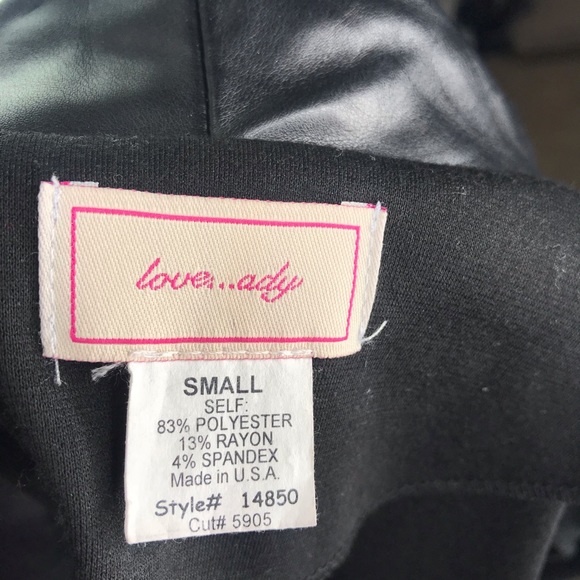 love...ady
SMALL
SELF:
83% POLYESTER
13% RAYON
4% SPANDEX
Made in U.S.A.
Style# 14850
Cut# 5905